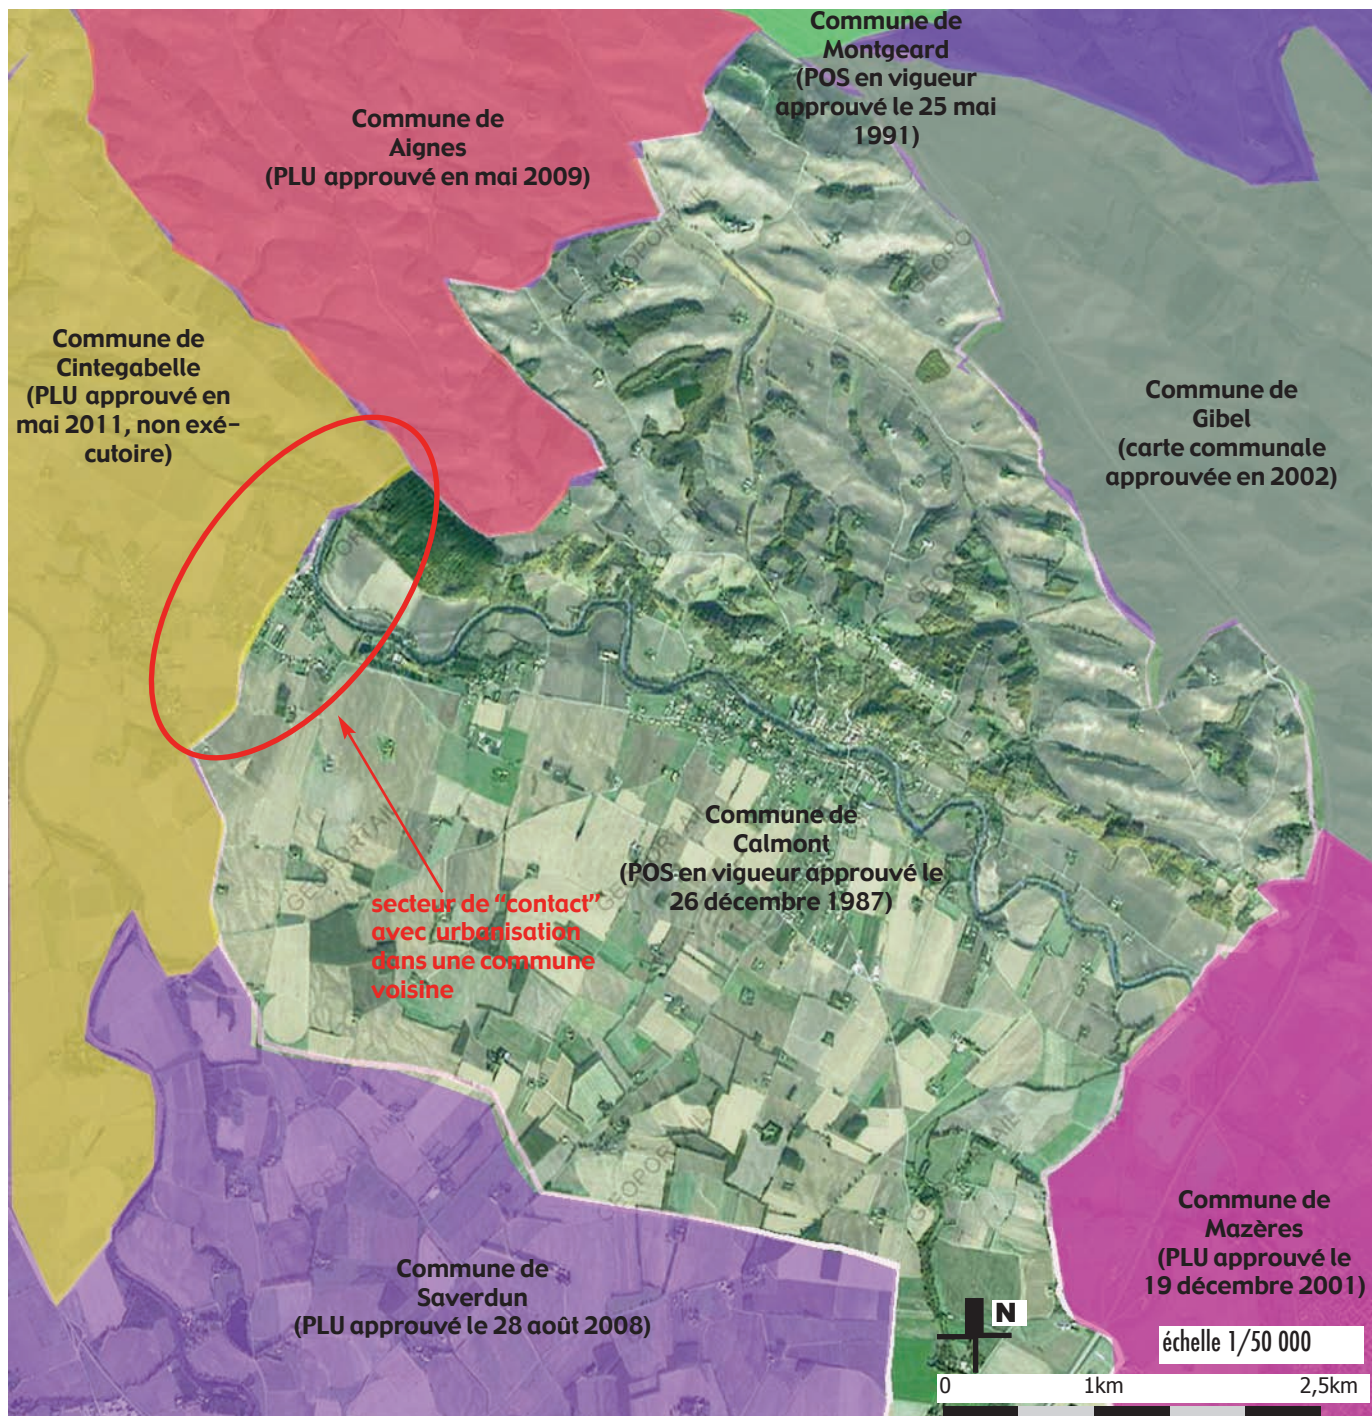 Commune de
Montgeard
(POS en vigueur
approuvé le 25 mai
1991)
Commune de
Aignes
(PLU approuvé en mai 2009)
Commune de
Cintegabelle
(PLU approuvé en
mai 2011, non exé-
cutoire)
Commune de
Gibel
(carte communale
approuvée en 2002)
Commune de
Calmont
(POS en vigueur approuvé le
26 décembre 1987)
secteur de “contact”
avec urbanisation
dans une commune
voisine
Commune de
Mazères
(PLU approuvé le
19 décembre 2001)
Commune de
Saverdun
(PLU approuvé le 28 août 2008)
N
échelle 1/50 000
0 1km 2,5km